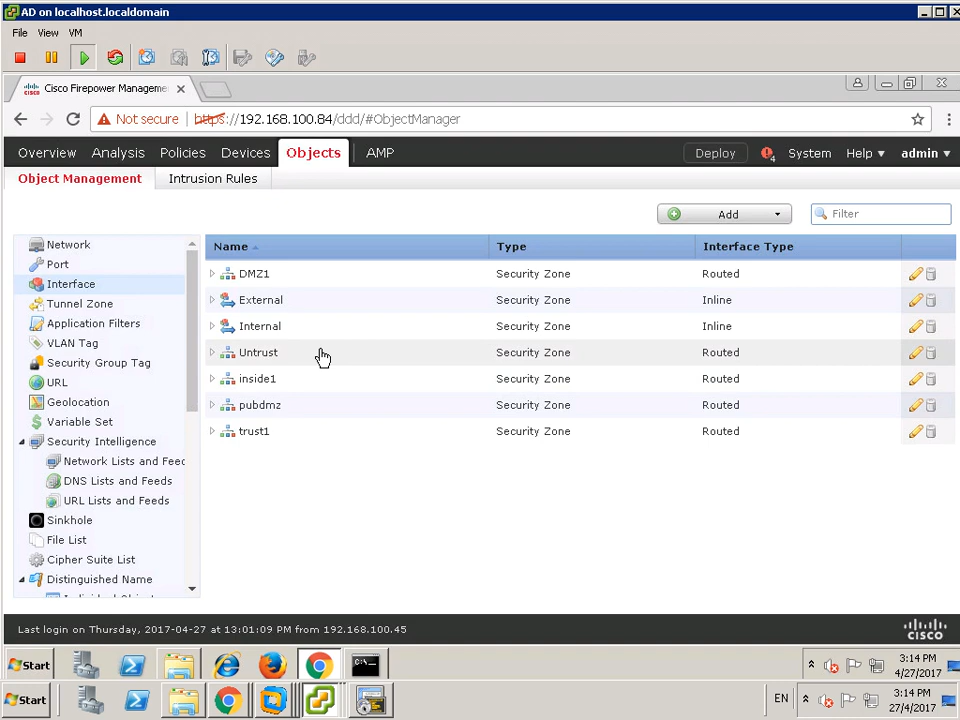 AD on localhost.localdomain
File View VM
Cisco Firepower Manageme
Not secure https://192.168.100.84/ddd/#ObjectManager
Overview Analysis Policies Devices Objects AMP Deploy 4 System Help admin
Object Management Intrusion Rules
Add Filter
Network
Port
Interface
Tunnel Zone
Application Filters
VLAN Tag
Security Group Tag
URL
Geolocation
Variable Set
Security Intelligence
Network Lists and Feed
DNS Lists and Feeds
URL Lists and Feeds
Sinkhole
File List
Cipher Suite List
Distinguished Name
Name Type Interface Type
DMZ1 Security Zone Routed
External Security Zone Inline
Internal Security Zone Inline
Untrust Security Zone Routed
inside1 Security Zone Routed
pubdmz Security Zone Routed
trust1 Security Zone Routed
Last login on Thursday, 2017-04-27 at 13:01:09 PM from 192.168.100.45
cisco
Start 3:14 PM
4/27/2017
Start EN 3:14 PM
27/4/2017